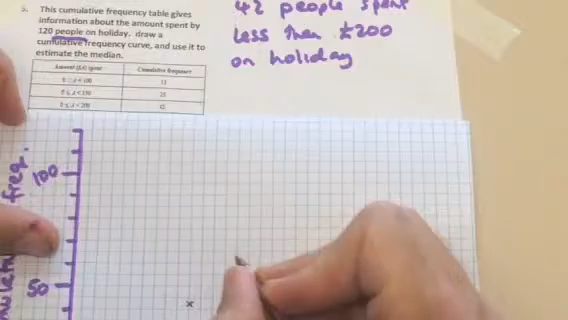 This cumulative frequency table gives
information about the amount spent by
120 people on holiday. draw a
cumulative frequency curve, and use it to
estimate the median.
Amount (£A) spent Cumulative frequency
0 ≤ A < 100 13
0 ≤ A < 150 25
0 ≤ A < 200 42
42 people spent
less than £200
on holiday
freq.
100
50